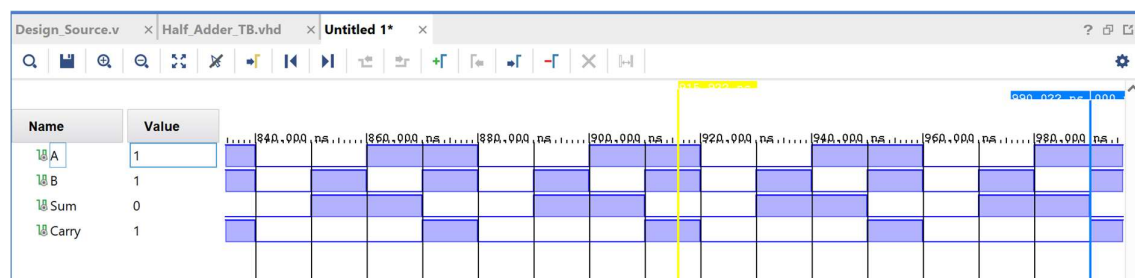 Design_Source.v × Half_Adder_TB.vhd × Untitled 1* ×
Name Value
840.000 ns 860.000 ns 880.000 ns 900.000 ns 920.000 ns 940.000 ns 960.000 ns 980.000 ns
A 1
B 1
Sum 0
Carry 1